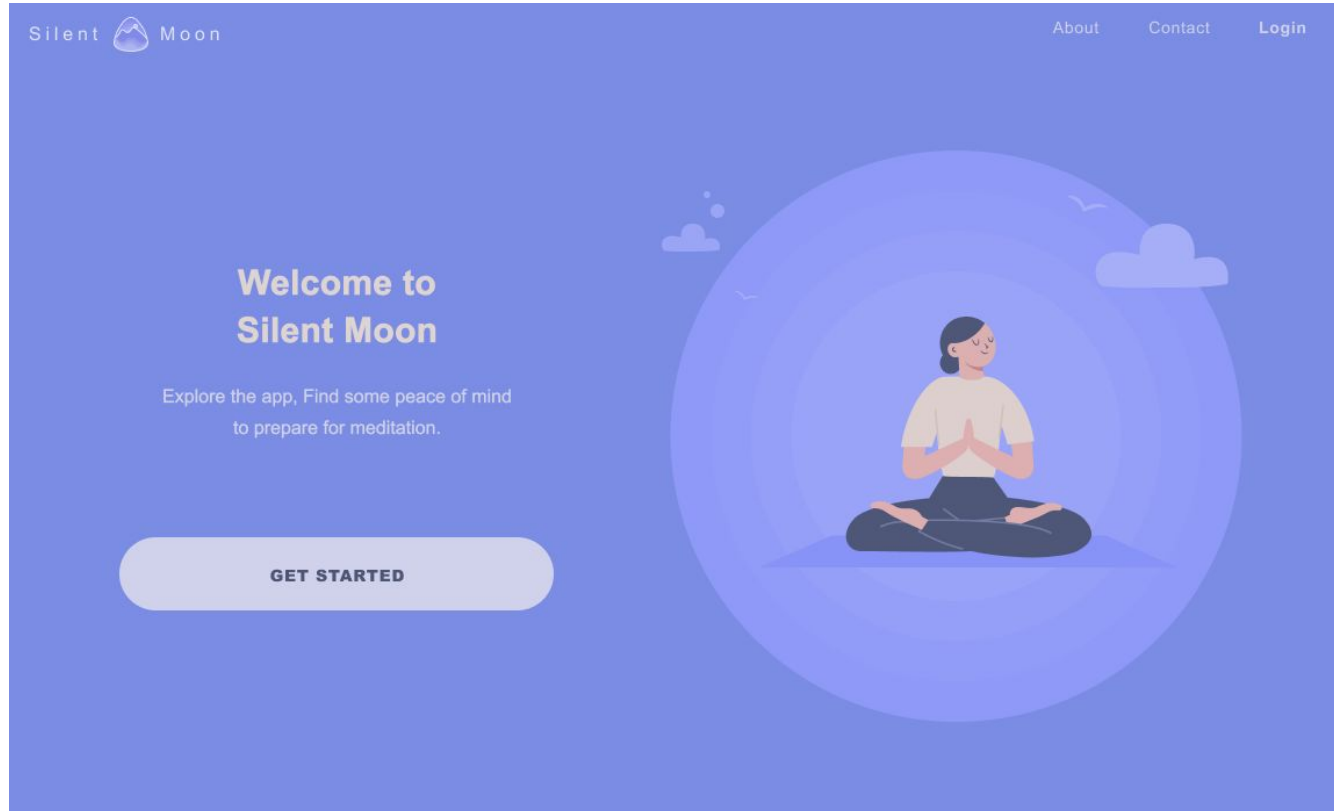 Silent Moon
About Contact Login
Welcome to
Silent Moon
Explore the app, Find some peace of mind
to prepare for meditation.
GET STARTED